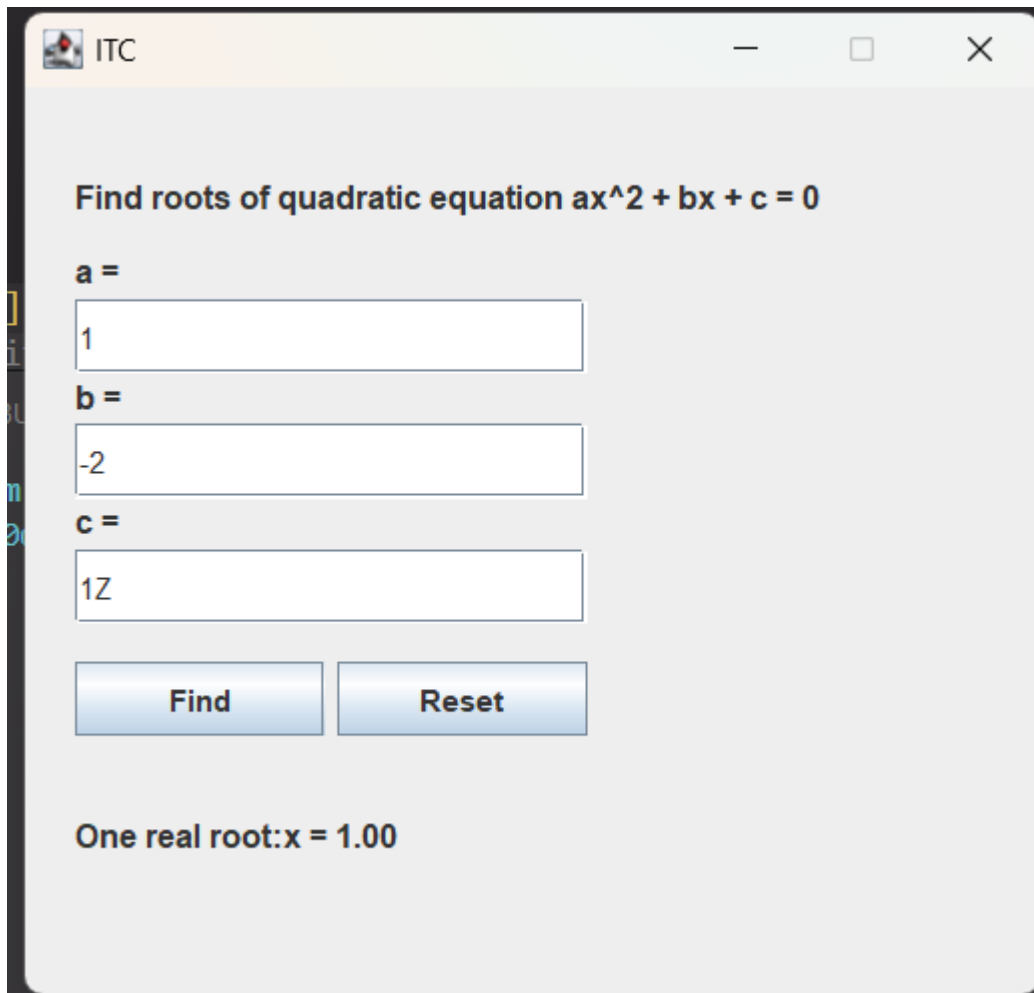 ITC
Find roots of quadratic equation ax^2 + bx + c = 0
a =
1
b =
-2
c =
1Z
Find Reset
One real root:x = 1.00